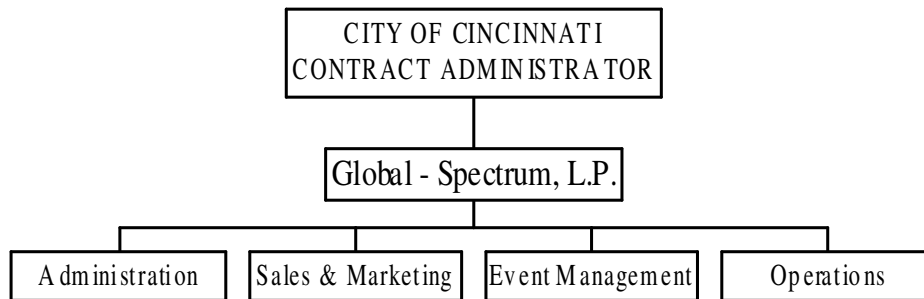 CITY OF CINCINNATI
CONTRACT ADMINISTRATOR
Global - Spectrum, L.P.
Administration
Sales & Marketing
Event Management
Operations